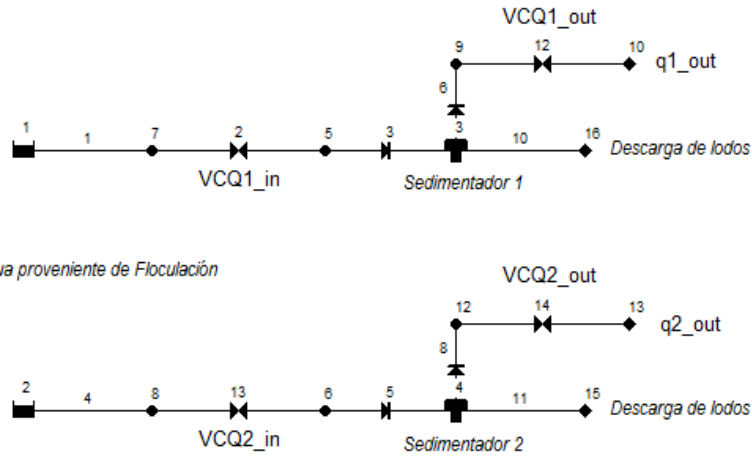 VCQ1_out
9 12 10 q1_out
6
1 1 7 2 5 3 3 10 16 Descarga de lodos
VCQ1_in Sedimentador 1
proveniente de Floculación
VCQ2_out
12 14 13 q2_out
8
2 4 8 13 6 5 4 11 15 Descarga de lodos
VCQ2_in Sedimentador 2